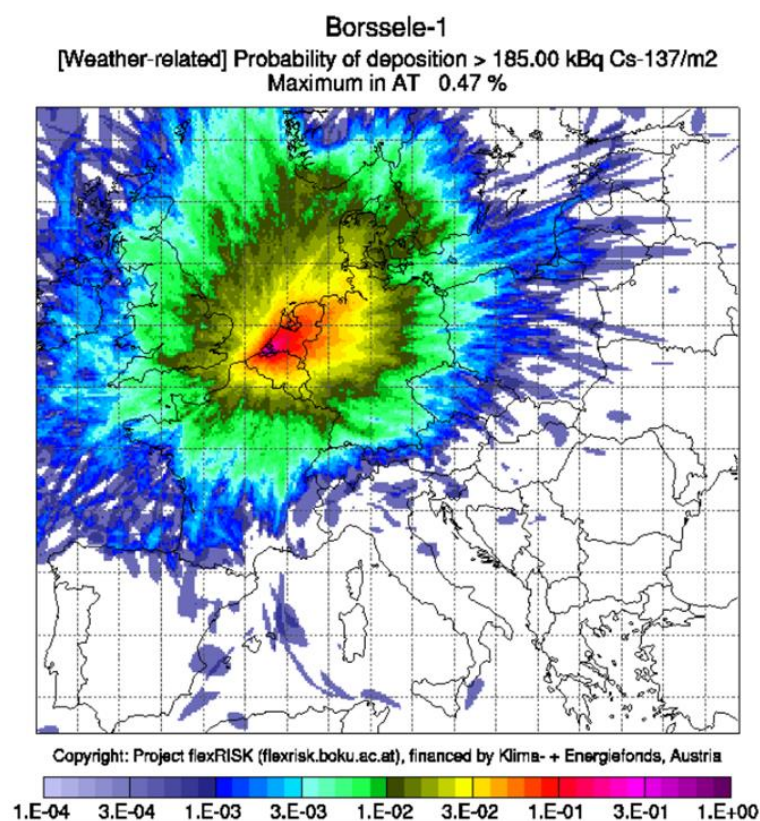 Borssele-1
[Weather-related] Probability of deposition > 185.00 kBq Cs-137/m2
Maximum in AT 0.47 %
Copyright: Project flexRISK (flexrisk.boku.ac.at), financed by Klima- + Energiefonds, Austria
1.E-04 3.E-04 1.E-03 3.E-03 1.E-02 3.E-02 1.E-01 3.E-01 1.E+00